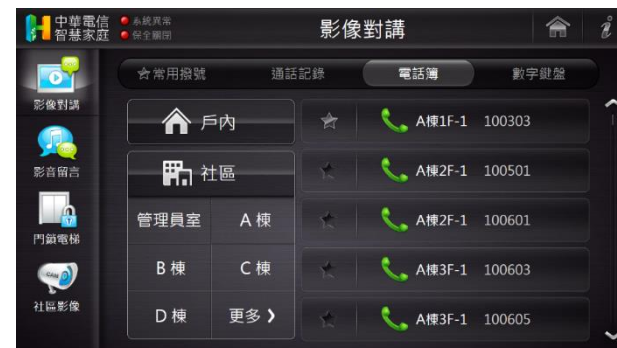 中華電信
智慧家庭
系統異常
保全關閉
影像對講
影像對講
影音留言
門鎖電梯
社區影像
常用撥號 通話記錄 電話簿 數字鍵盤
戶內
社區
管理員室 A棟
B棟 C棟
D棟 更多
A棟1F-1 100303
A棟2F-1 100501
A棟2F-1 100601
A棟3F-1 100603
A棟3F-1 100605